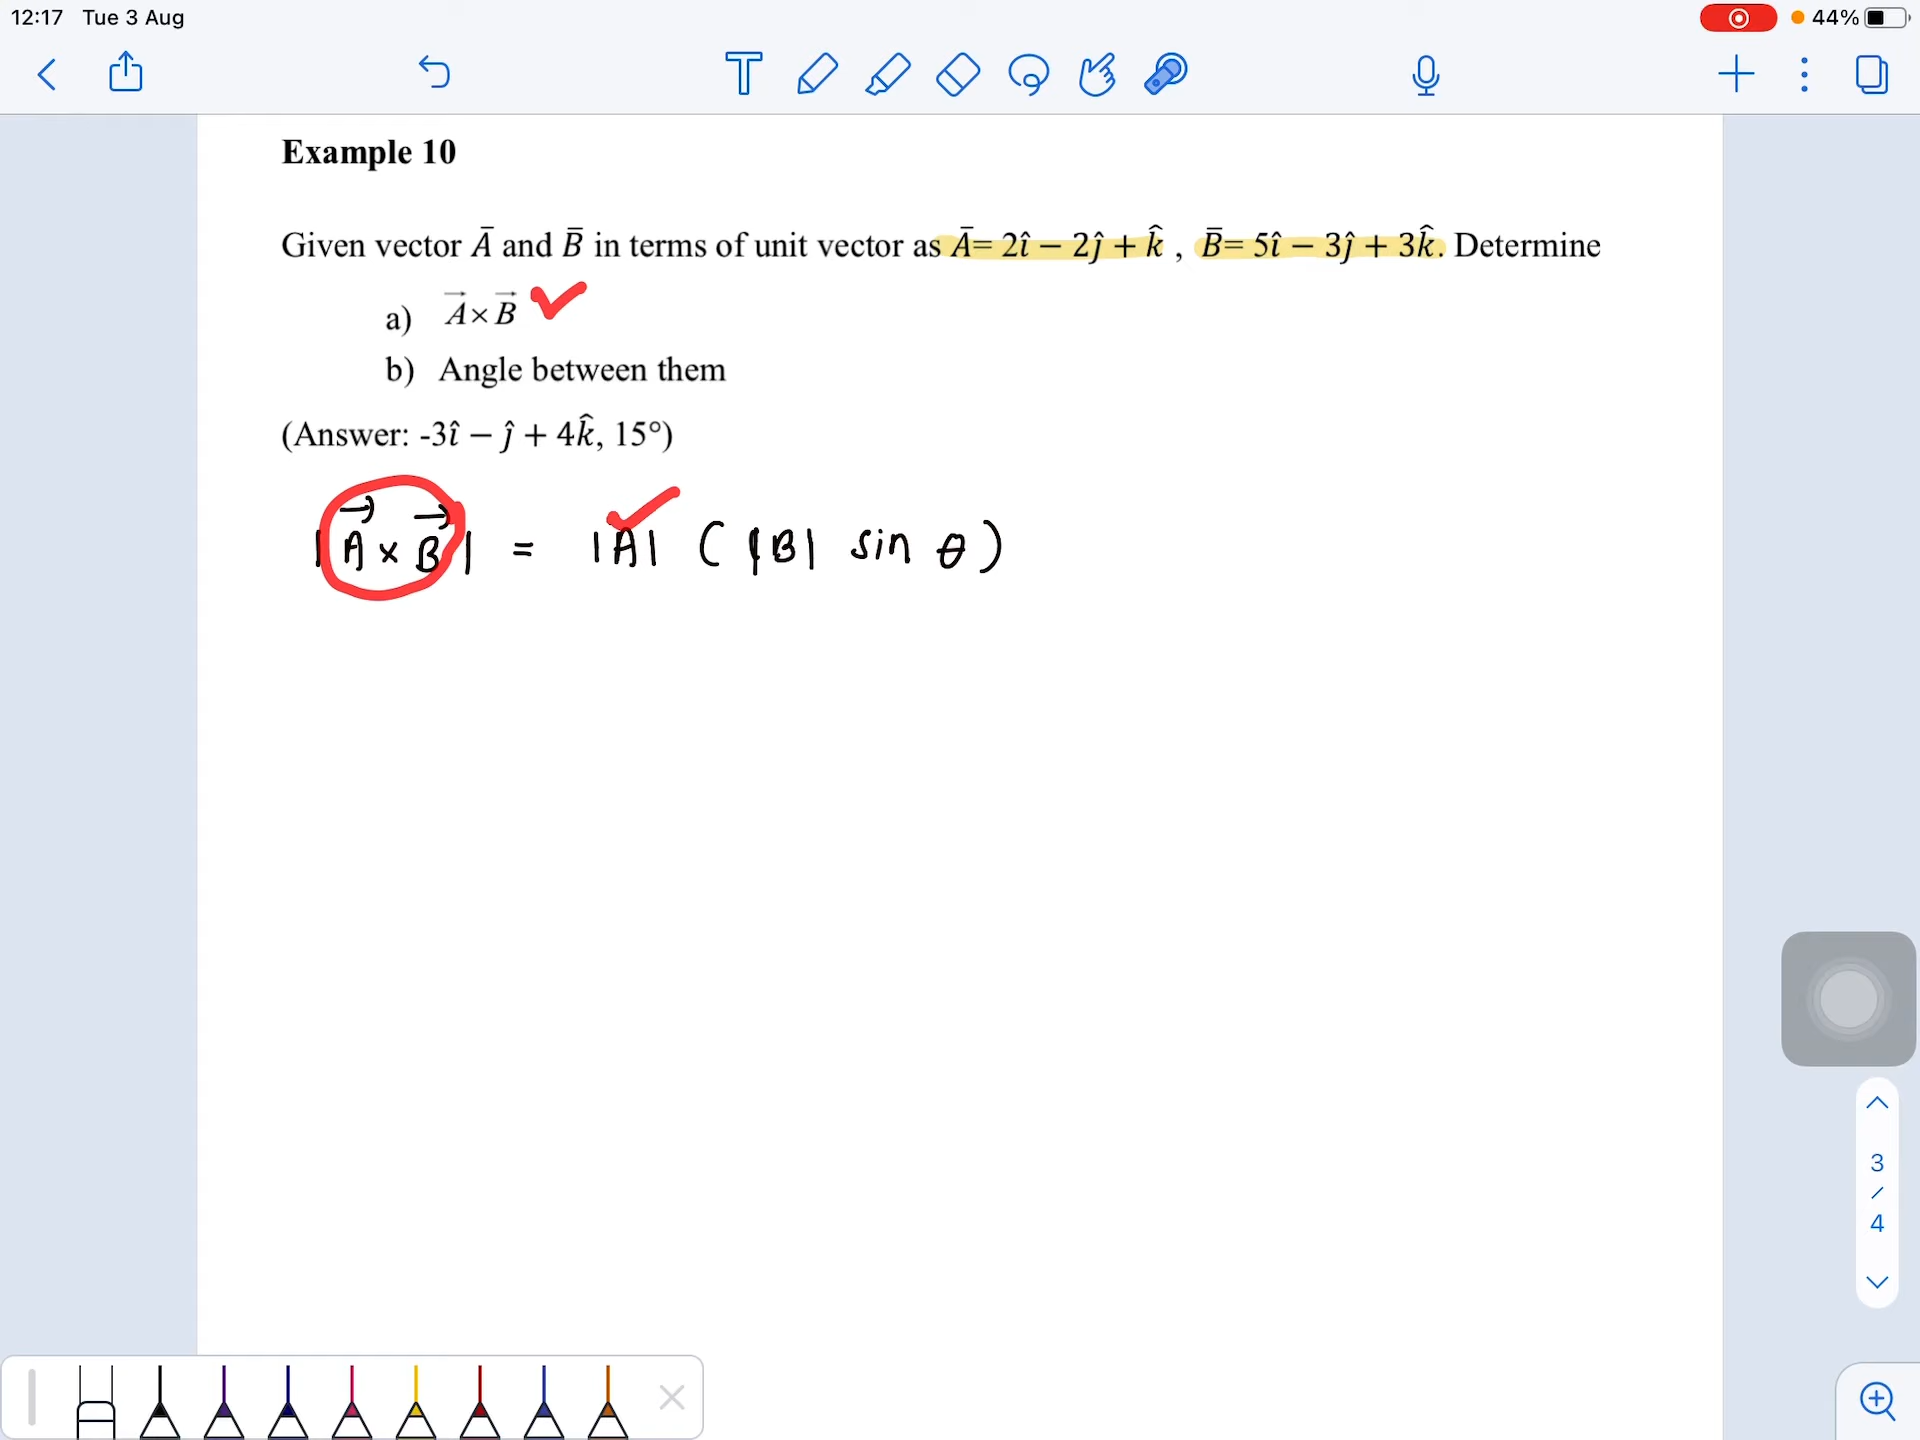 12:17 Tue 3 Aug 44%
T
Example 10
Given vector A̅ and B̅ in terms of unit vector as A̅= 2î − 2ĵ + k̂ , B̅= 5î − 3ĵ + 3k̂. Determine
a) A⃗×B⃗
b) Angle between them
(Answer: -3î − ĵ + 4k̂, 15°)
|A⃗ × B⃗| = |A| (|B| sin θ)
3
/
4